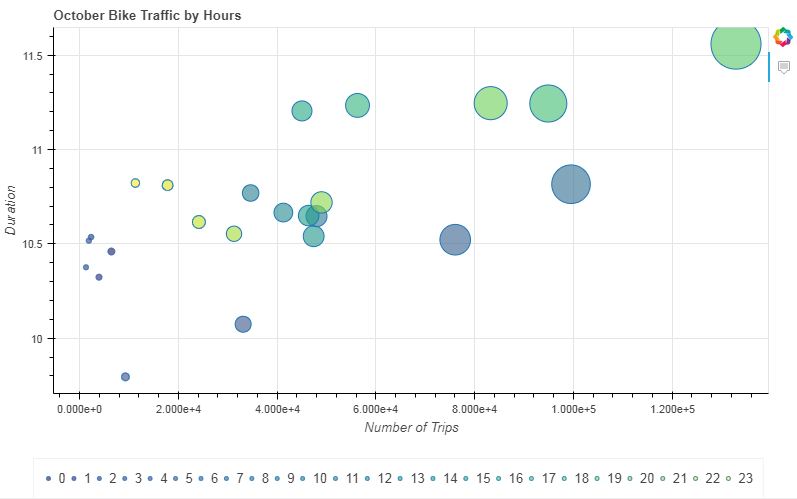 October Bike Traffic by Hours
11.5
11
10.5
10
Duration
0.000e+0 2.000e+4 4.000e+4 6.000e+4 8.000e+4 1.000e+5 1.200e+5
Number of Trips
0 1 2 3 4 5 6 7 8 9 10 11 12 13 14 15 16 17 18 19 20 21 22 23